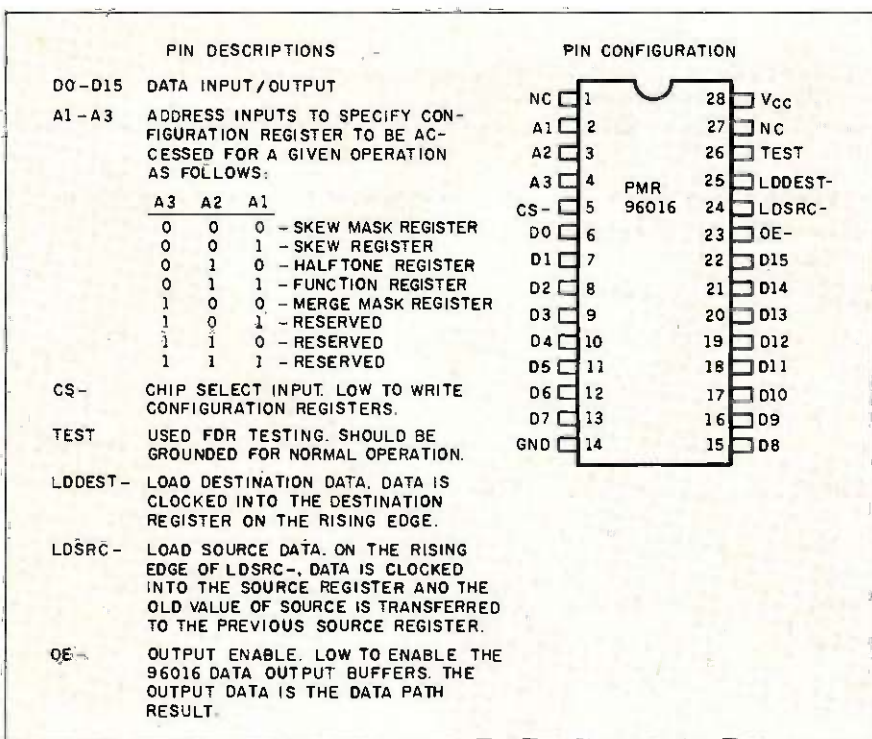 PIN DESCRIPTIONS
D0-D15 DATA INPUT/OUTPUT
A1-A3 ADDRESS INPUTS TO SPECIFY CON-
FIGURATION REGISTER TO BE AC-
CESSED FOR A GIVEN OPERATION
AS FOLLOWS:
A3 A2 A1
0 0 0 - SKEW MASK REGISTER
0 0 1 - SKEW REGISTER
0 1 0 - HALFTONE REGISTER
0 1 1 - FUNCTION REGISTER
1 0 0 - MERGE MASK REGISTER
1 0 1 - RESERVED
1 1 0 - RESERVED
1 1 1 - RESERVED
CS- CHIP SELECT INPUT. LOW TO WRITE
CONFIGURATION REGISTERS.
TEST USED FOR TESTING. SHOULD BE
GROUNDED FOR NORMAL OPERATION.
LDDEST- LOAD DESTINATION DATA. DATA IS
CLOCKED INTO THE DESTINATION
REGISTER ON THE RISING EDGE.
LDSRC- LOAD SOURCE DATA. ON THE RISING
EDGE OF LDSRC-, DATA IS CLOCKED
INTO THE SOURCE REGISTER AND THE
OLD VALUE OF SOURCE IS TRANSFERRED
TO THE PREVIOUS SOURCE REGISTER.
OE- OUTPUT ENABLE. LOW TO ENABLE THE
96016 DATA OUTPUT BUFFERS. THE
OUTPUT DATA IS THE DATA PATH
RESULT.
PIN CONFIGURATION
NC 1 28 VCC
A1 2 27 NC
A2 3 26 TEST
A3 4 25 LDDEST-
PMR
CS- 5 96016 24 LDSRC-
D0 6 23 OE-
D1 7 22 D15
D2 8 21 D14
D3 9 20 D13
D4 10 19 D12
D5 11 18 D11
D6 12 17 D10
D7 13 16 D9
GND 14 15 D8